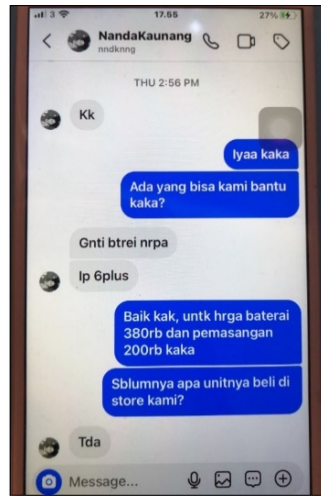 3
17.55
27%
NandaKaunang
nndknng
THU 2:56 PM
Kk
Iyaa kaka
Ada yang bisa kami bantu
kaka?
Gnti btrei nrpa
Ip 6plus
Baik kak, untk hrga baterai
380rb dan pemasangan
200rb kaka
Sblumnya apa unitnya beli di
store kami?
Tda
Message...